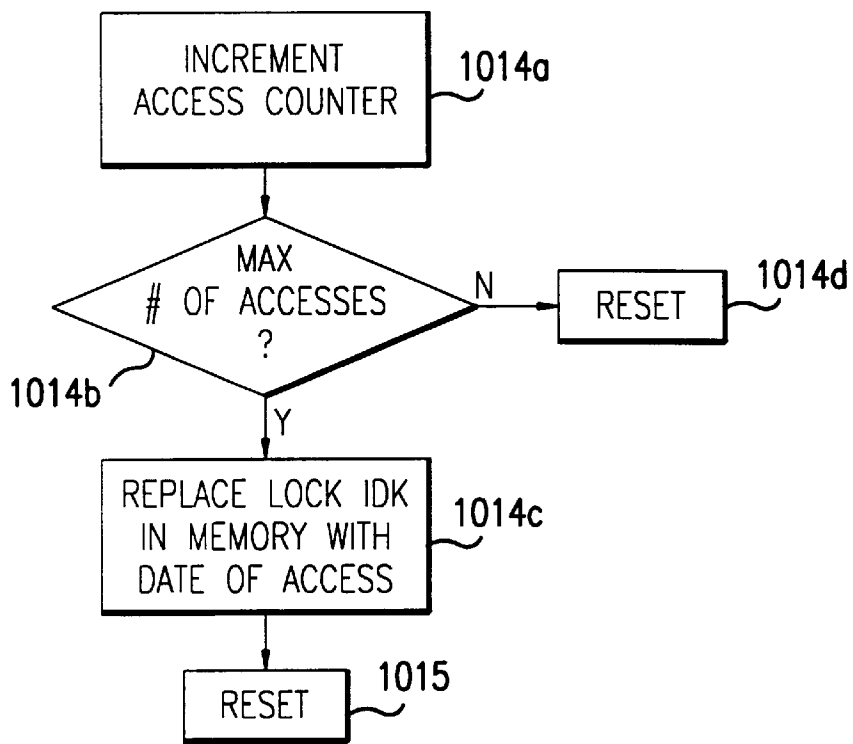 INCREMENT
ACCESS COUNTER
1014a
MAX
# OF ACCESSES
?
N
RESET
1014d
1014b
Y
REPLACE LOCK IDK
IN MEMORY WITH
DATE OF ACCESS
1014c
RESET
1015